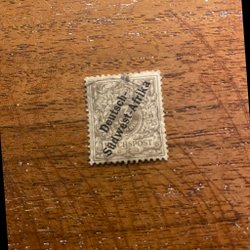 Deutsch-
Südwest-Afrika
REICHSPOST